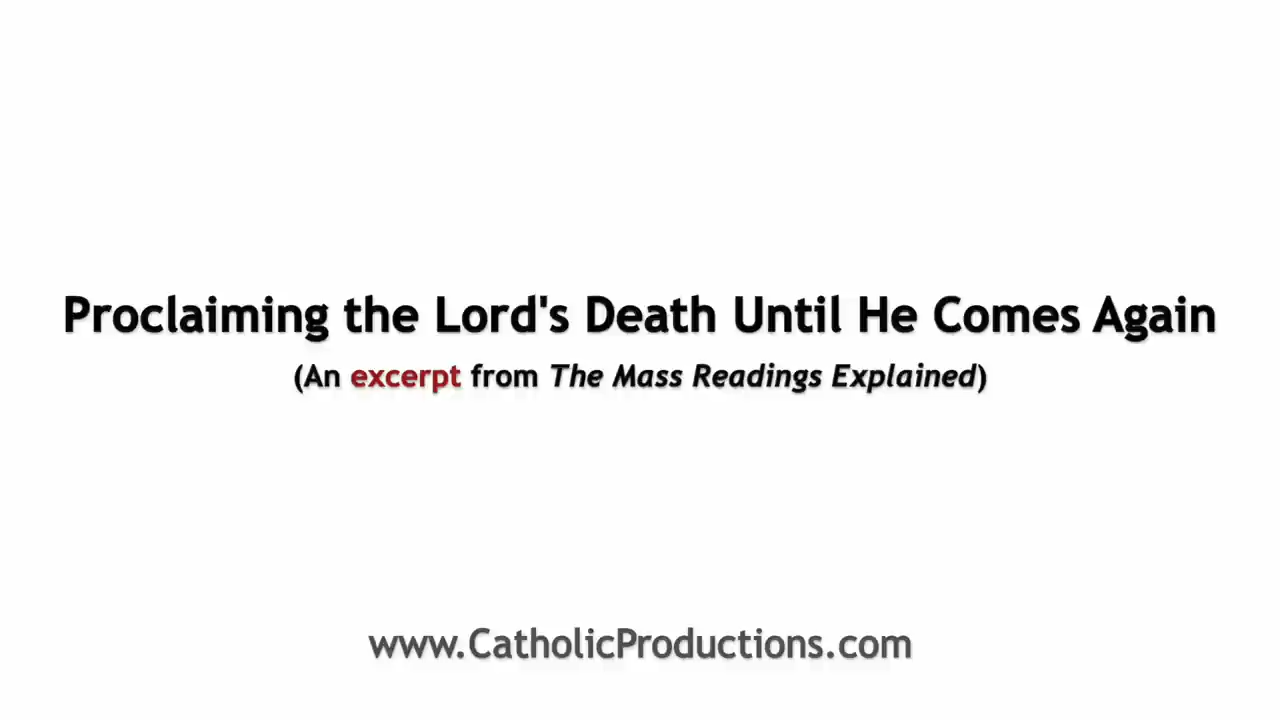 Proclaiming the Lord's Death Until He Comes Again
(An excerpt from The Mass Readings Explained)
www.CatholicProductions.com